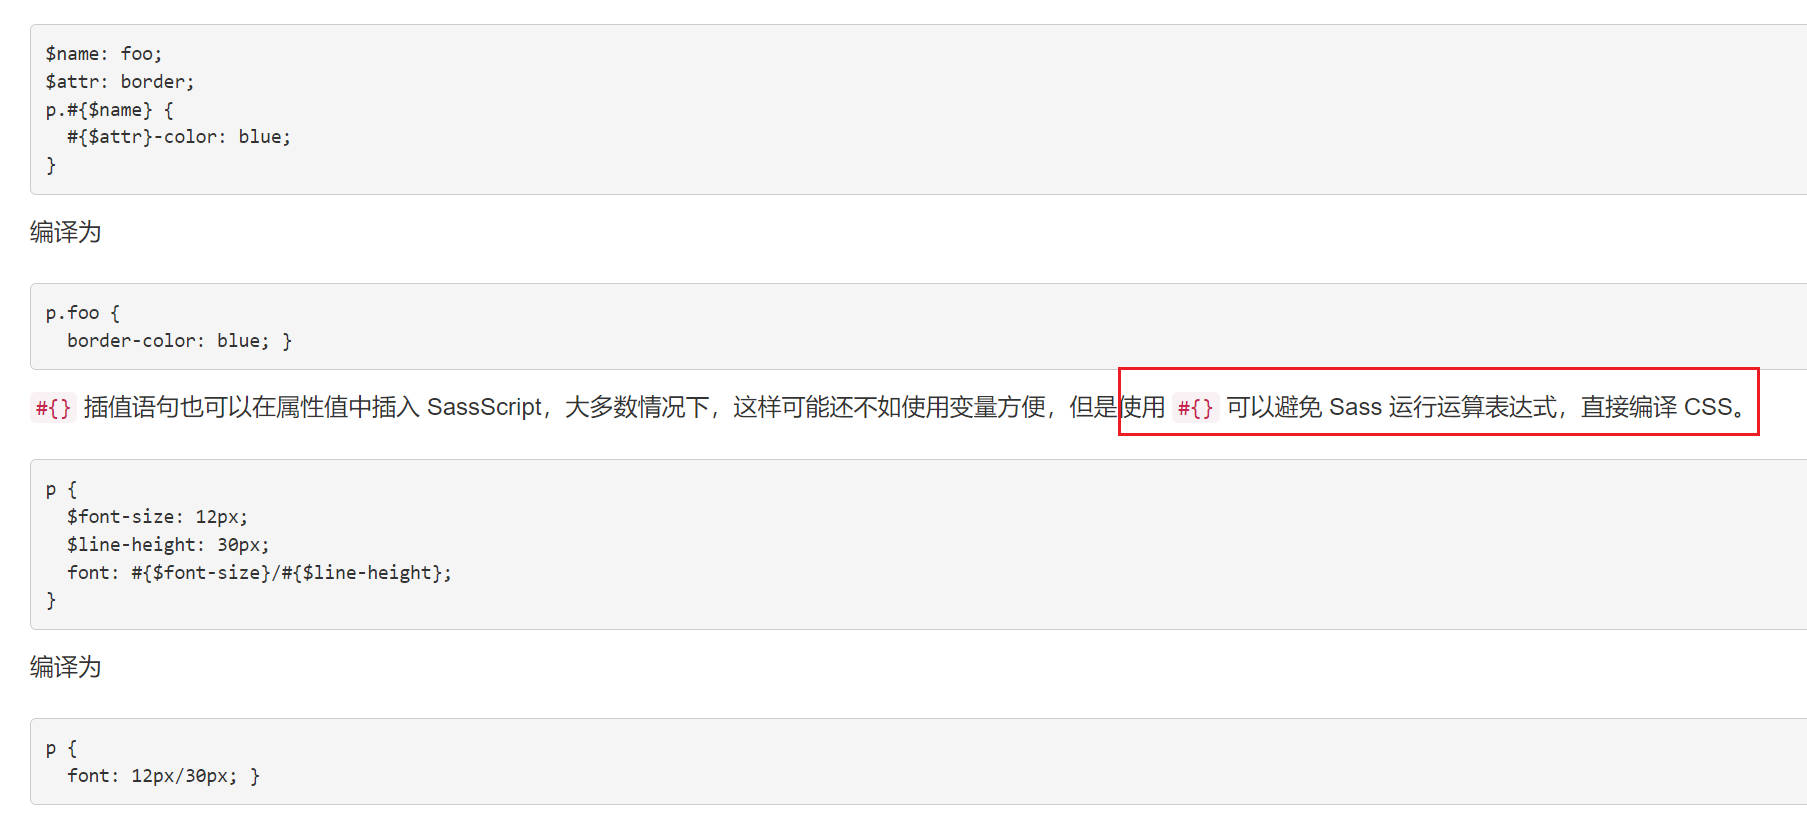 $name: foo;
$attr: border;
p.#{$name} {
  #{$attr}-color: blue;
}
编译为
p.foo {
  border-color: blue; }
#{} 插值语句也可以在属性值中插入 SassScript，大多数情况下，这样可能还不如使用变量方便，但是使用 #{} 可以避免 Sass 运行运算表达式，直接编译 CSS。
p {
  $font-size: 12px;
  $line-height: 30px;
  font: #{$font-size}/#{$line-height};
}
编译为
p {
  font: 12px/30px; }